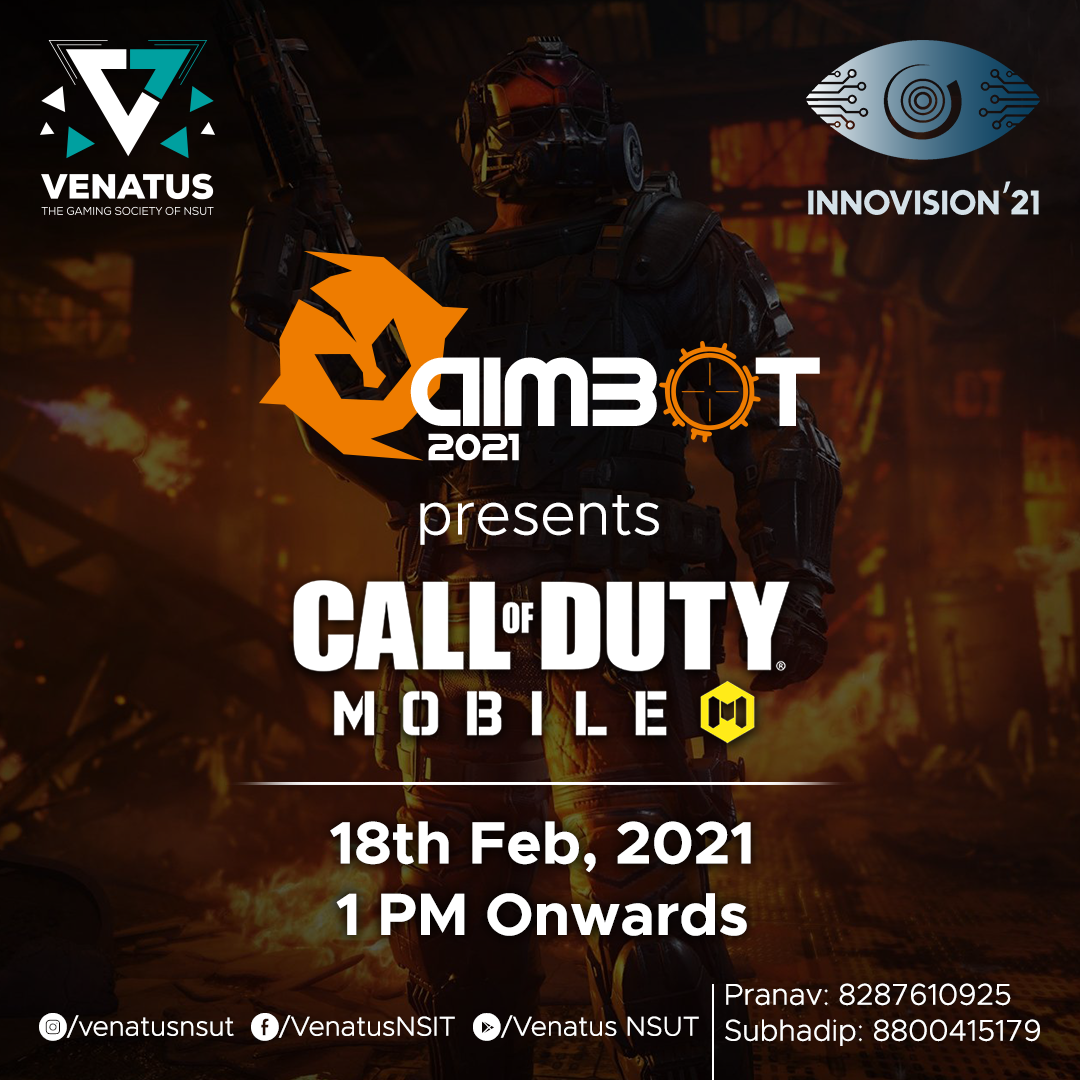 VENATUS
THE GAMING SOCIETY OF NSUT
INNOVISION'21
aimBOT
2021
presents
CALL OF DUTY®
MOBILE
18th Feb, 2021
1 PM Onwards
/venatusnsut /VenatusNSIT /Venatus NSUT
Pranav: 8287610925
Subhadip: 8800415179